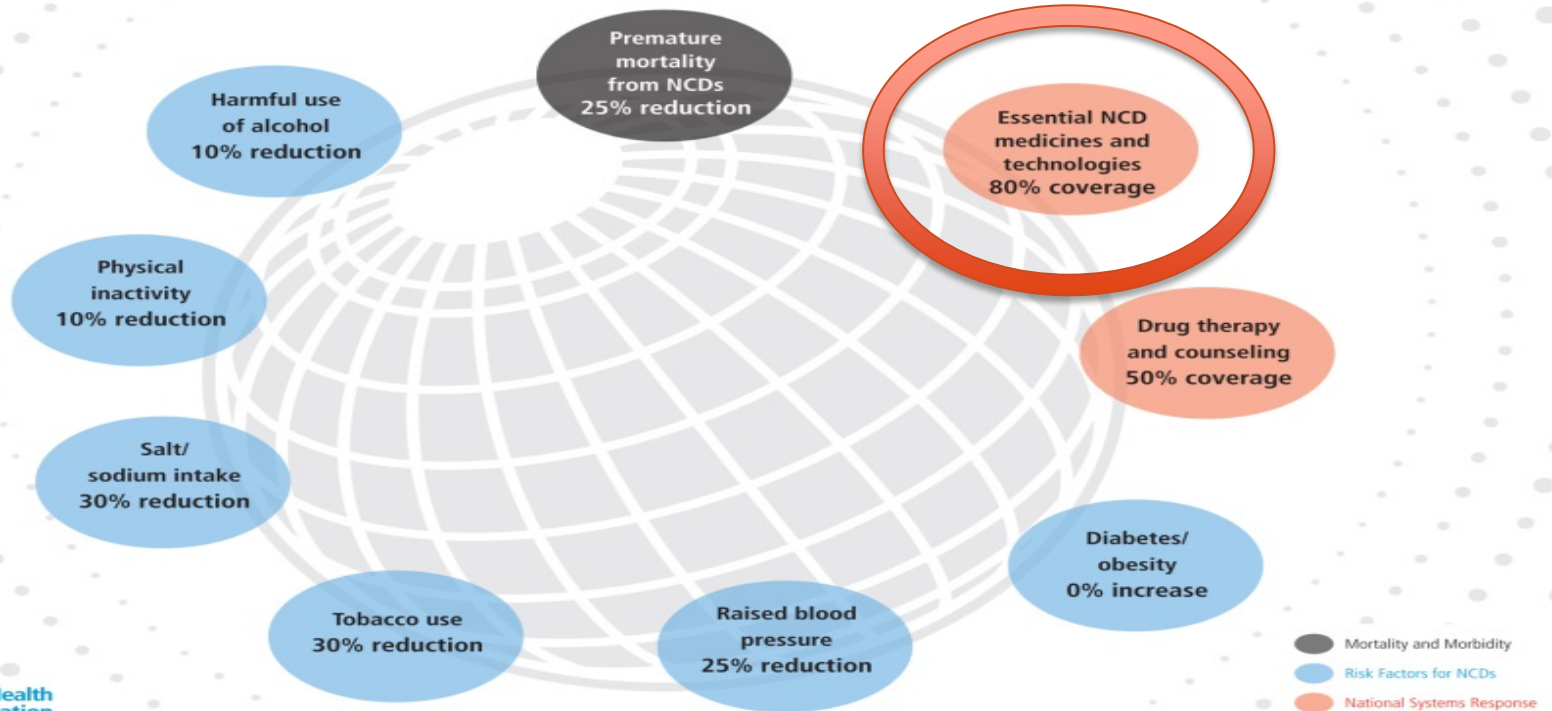 Premature
mortality
from NCDs
25% reduction
Essential NCD
medicines and
technologies
80% coverage
Drug therapy
and counseling
50% coverage
Diabetes/
obesity
0% increase
Raised blood
pressure
25% reduction
Tobacco use
30% reduction
Salt/
sodium intake
30% reduction
Physical
inactivity
10% reduction
Harmful use
of alcohol
10% reduction
Mortality and Morbidity
Risk Factors for NCDs
National Systems Response